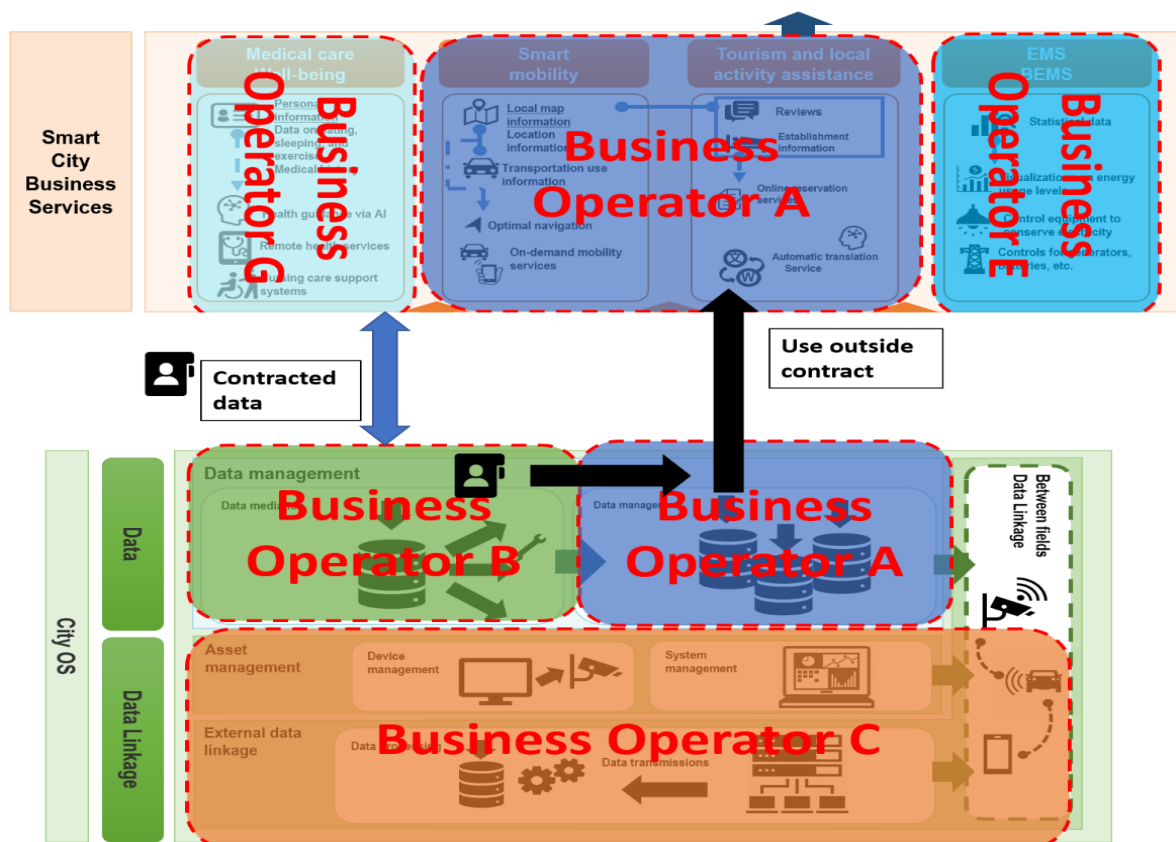 Smart
City
Business
Services
Medical care
Well-being
Personal
information
Data on eating,
sleeping, and
exercise
Health guidance via AI
Remote health services
Nursing care support
systems
Business
Operator G
Smart
mobility
Local map
information
Location
information
Transportation use
information
Optimal navigation
On-demand mobility
services
Tourism and local
activity assistance
Reviews
Establishment
information
Online reservation
services
Automatic translation
Service
Business
Operator A
EMS
BEMS
Statistical data
energy
usage level
Control equipment to
conserve electricity
Controls for generators,
batteries, etc.
Business
Operator E
Contracted
data
Use outside
contract
City OS
Data
Data management
Data media
Business
Operator B
Data manage
Business
Operator A
Between fields
Data Linkage
Data Linkage
Asset
management
Device
management
System
management
External data
linkage
Data processing
Data transmissions
Business Operator C